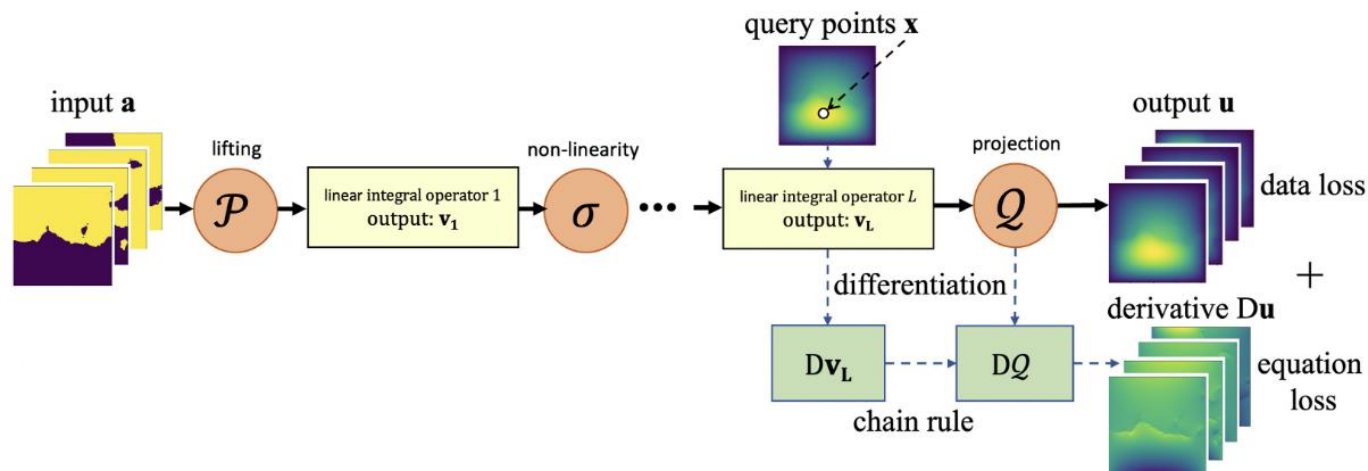 query points x
input a
output u
lifting
non-linearity
projection
𝒫
linear integral operator 1
output: v₁
σ
•••
linear integral operator L
output: v_L
𝒬
data loss
+
differentiation
derivative Du
Dv_L
D𝒬
equation
loss
chain rule